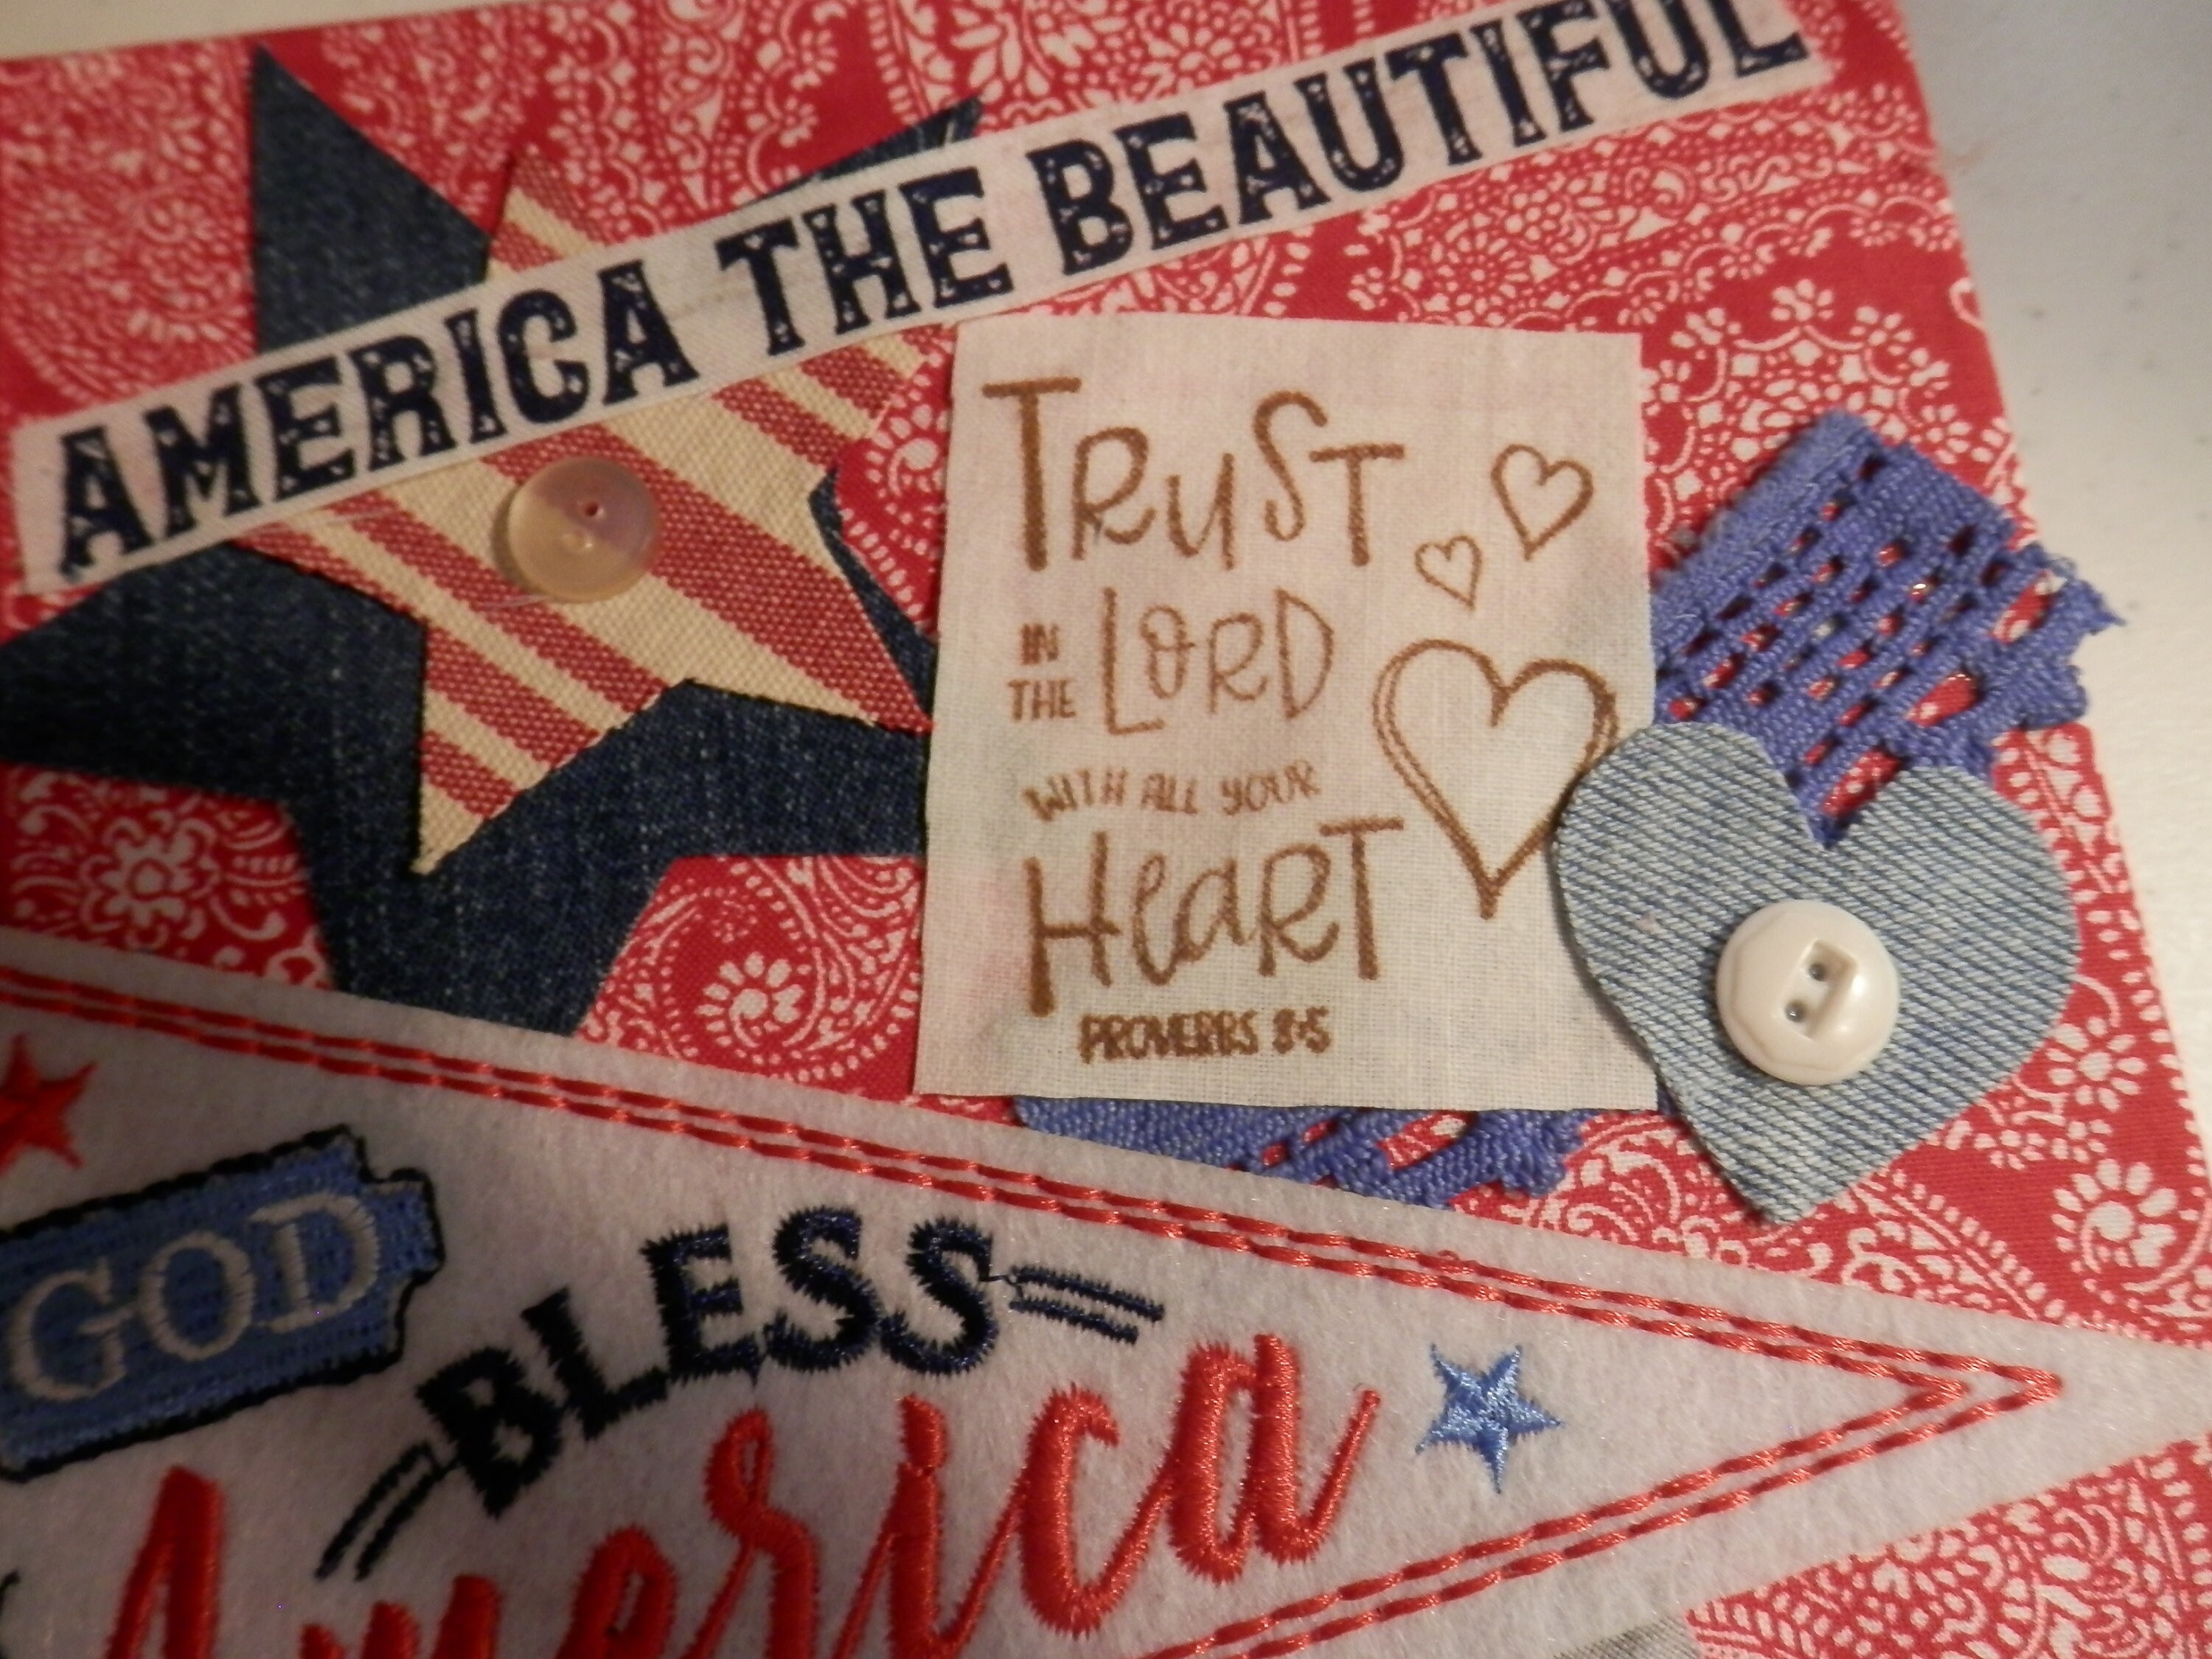 AMERICA THE BEAUTIFUL
TRUST
IN THE LORD
WITH ALL YOUR
HEART
PROVERBS 3:5
GOD
BLESS
America